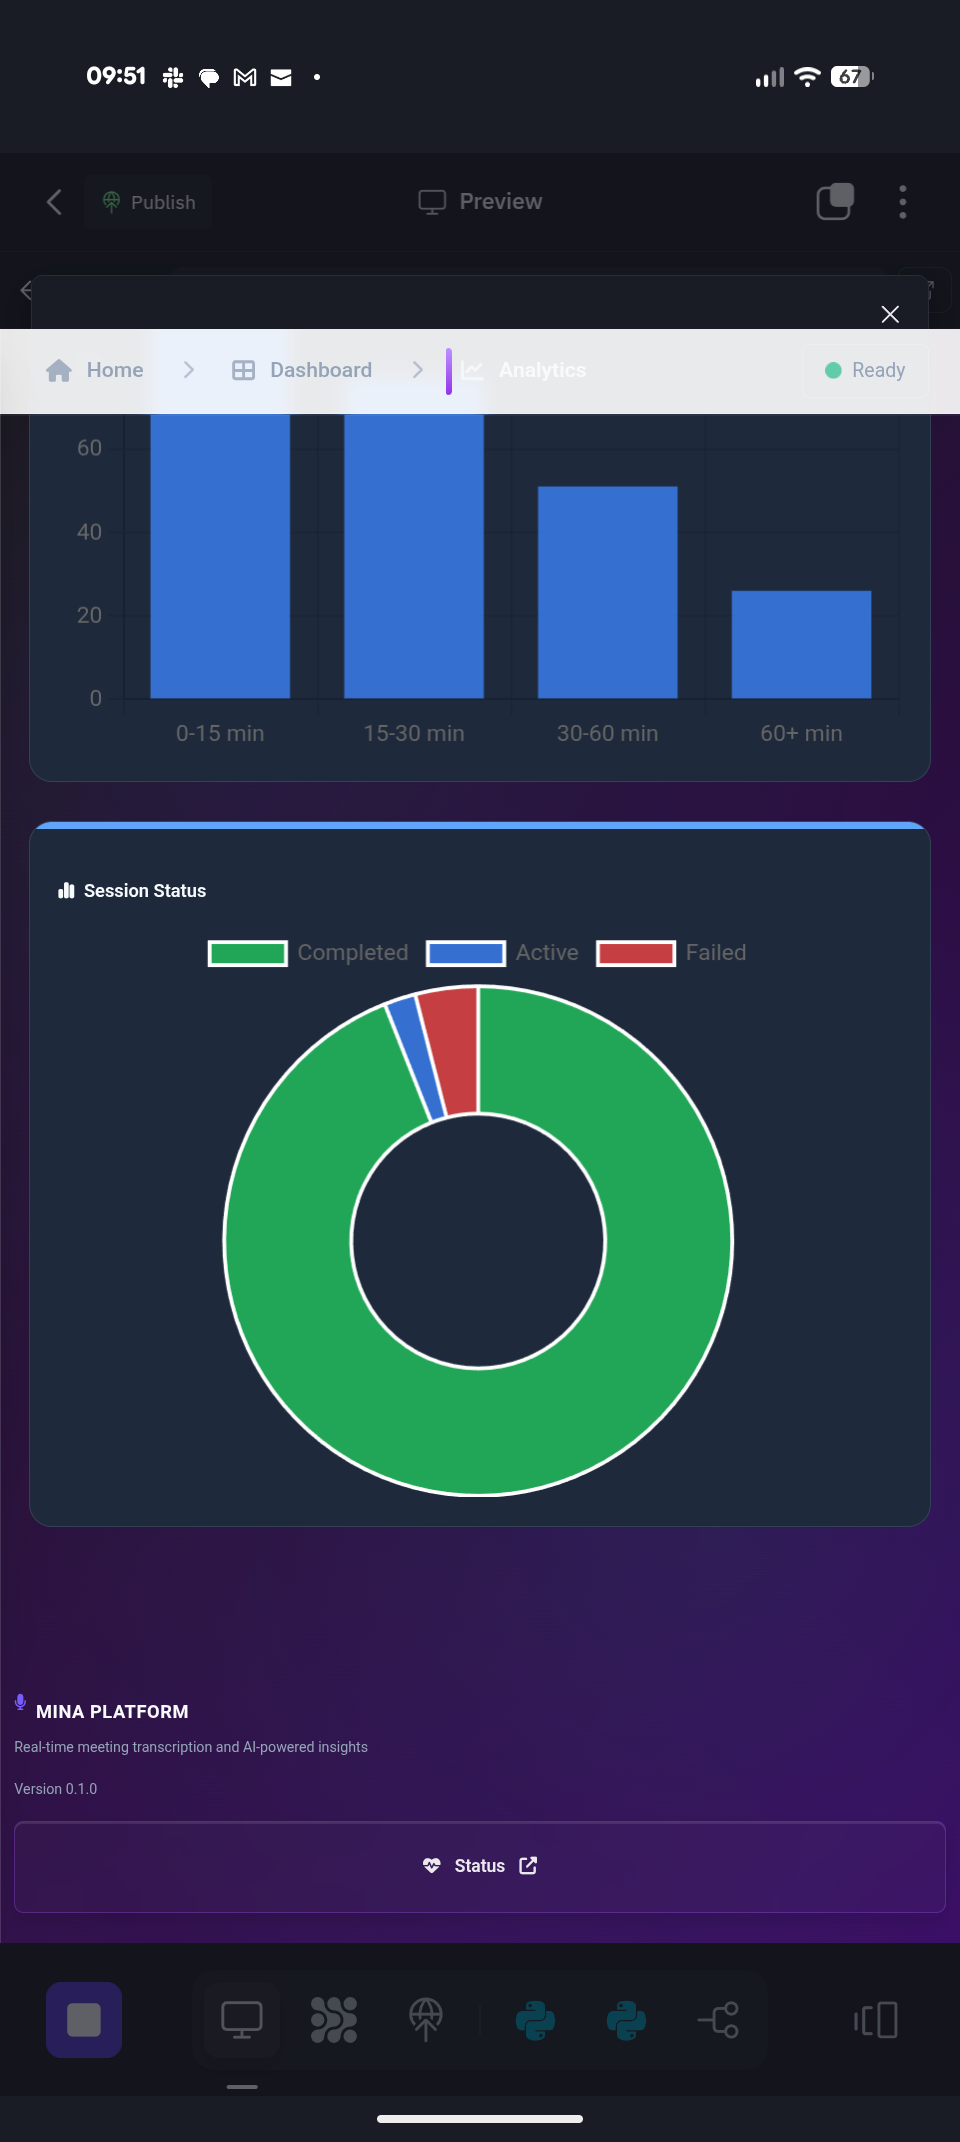 09:51
67
Publish
Preview
Home
Dashboard
Analytics
Ready
60
40
20
0
0-15 min
15-30 min
30-60 min
60+ min
Session Status
Completed
Active
Failed
MINA PLATFORM
Real-time meeting transcription and AI-powered insights
Version 0.1.0
Status